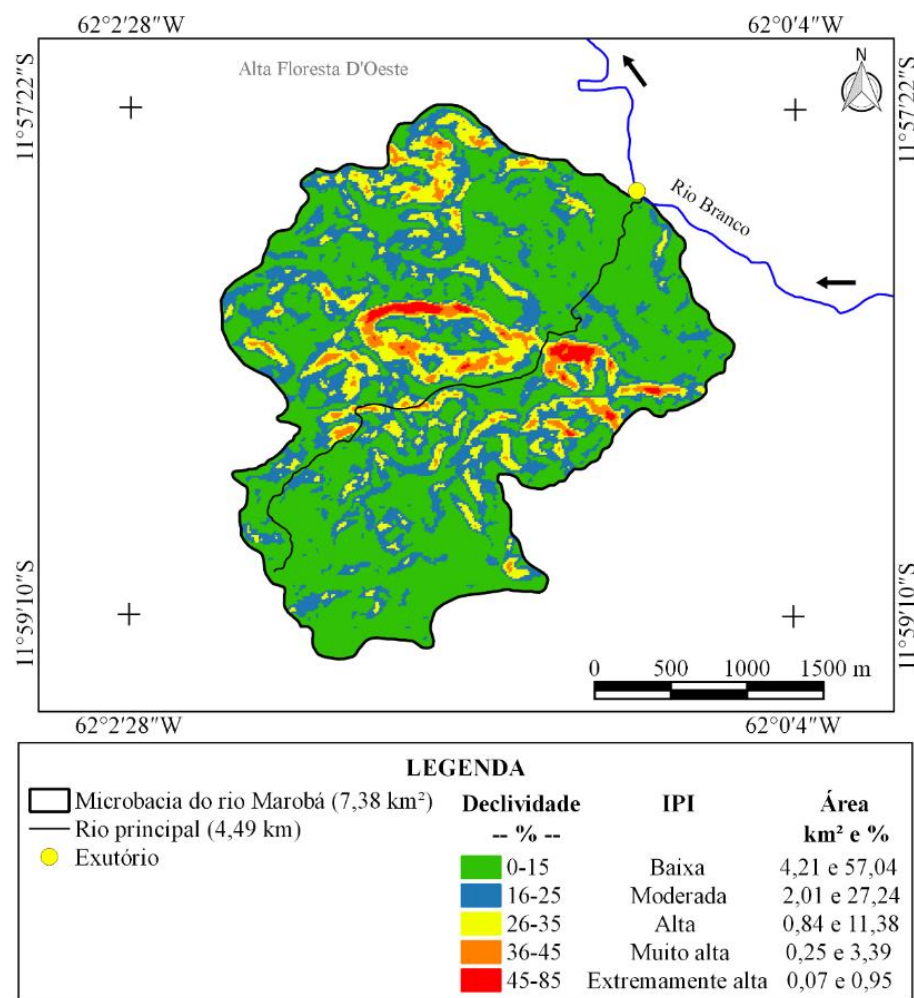 62°2'28"W 62°0'4"W
Alta Floresta D'Oeste
N
11°57'22"S 11°57'22"S
Rio Branco
11°59'10"S 11°59'10"S
0 500 1000 1500 m
62°2'28"W 62°0'4"W
LEGENDA
Microbacia do rio Marobá (7,38 km²)
Rio principal (4,49 km)
Exutório
Declividade IPI Área
-- % -- km² e %
0-15 Baixa 4,21 e 57,04
16-25 Moderada 2,01 e 27,24
26-35 Alta 0,84 e 11,38
36-45 Muito alta 0,25 e 3,39
45-85 Extremamente alta 0,07 e 0,95